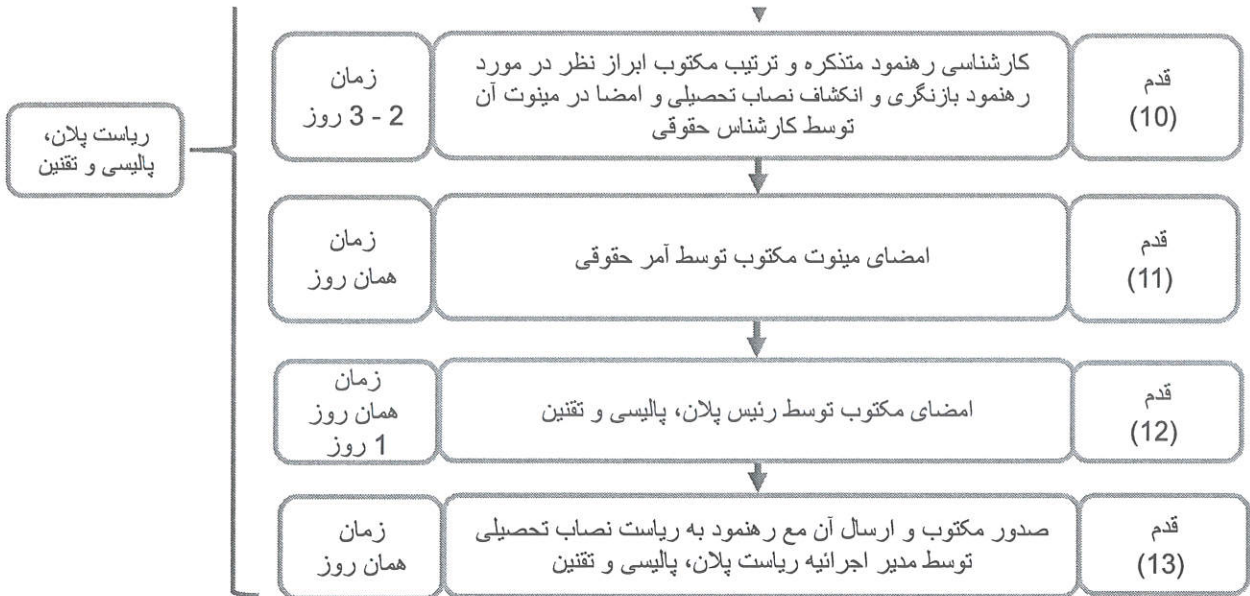 قدم
(10)
کارشناسی رهنمود متذکره و ترتیب مکتوب ابراز نظر در مورد
رهنمود بازنگری و انکشاف نصاب تحصیلی و امضا در مینوت آن
توسط کارشناس حقوقی
زمان
2 - 3 روز
ریاست پلان،
پالیسی و تقنین
قدم
(11)
امضای مینوت مکتوب توسط آمر حقوقی
زمان
همان روز
قدم
(12)
امضای مکتوب توسط رئیس پلان، پالیسی و تقنین
زمان
همان روز
1 روز
قدم
(13)
صدور مکتوب و ارسال آن مع رهنمود به ریاست نصاب تحصیلی
توسط مدیر اجرائیه ریاست پلان، پالیسی و تقنین
زمان
همان روز